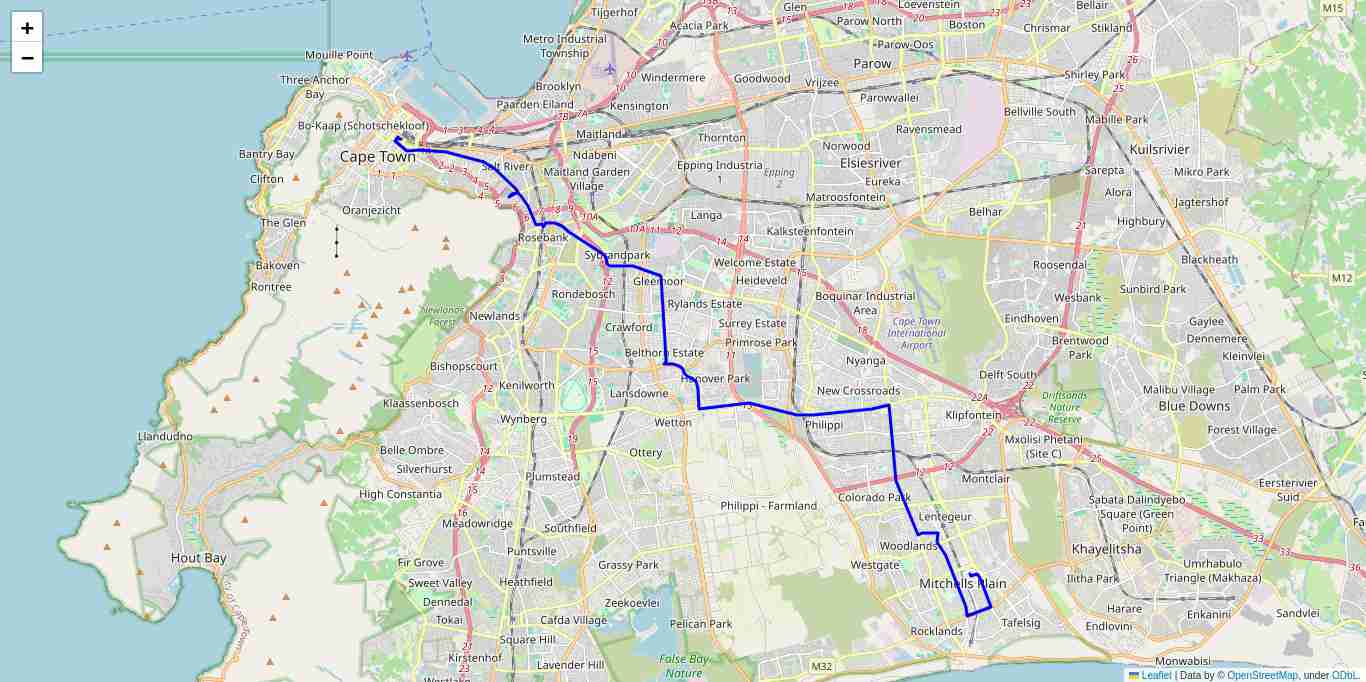 +
−
Tijgerhof
Acacia Park
Glen
Loevenstein
Bellair
M15
Parow North
Boston
Chrismar
Stikland
Metro Industrial
Township
Parow-Oos
Mouille Point
Parow
Three Anchor
Bay
Windermere
Goodwood
Vrijzee
Shirley Park
Brooklyn
Parowvallei
Paarden Eiland
Kensington
Bellville South
Mabille Park
Bo-Kaap (Schotschekloof)
Maitland
Thornton
Ravensmead
Norwood
Kuilsrivier
Bantry Bay
Cape Town
Ndabeni
Elsiesriver
Salt River
Maitland Garden
Village
Epping Industria
1
Epping
2
Sarepta
Mikro Park
Clifton
Eureka
Alora
Matroosfontein
Jagtershof
The Glen
Oranjezicht
Langa
Belhar
Highbury
Rosebank
Kalksteenfontein
Sybrandpark
Welcome Estate
Blackheath
Bakoven
Roosendal
M12
Rontree
Gleemoor
Heideveld
Sunbird Park
Rondebosch
Rylands Estate
Boquinar Industrial
Area
Wesbank
Newlands
Forest
Newlands
Crawford
Surrey Estate
Cape Town
International
Airport
Eindhoven
Gaylee
Dennemere
Primrose Park
Brentwood
Park
Belthorn Estate
Nyanga
Kleinvlei
Bishopscourt
Hanover Park
Delft South
Kenilworth
New Crossroads
Malibu Village
Palm Park
Klaassenbosch
Lansdowne
Driftsands
Nature
Reserve
Blue Downs
Wynberg
Wetton
Philippi
Klipfontein
Forest Village
Llandudno
Mxolisi Phetani
(Site C)
Belle Ombre
Ottery
Silverhurst
Plumstead
Montclair
Eersteriver
Suid
High Constantia
Colorado Park
Sabata Dalindyebo
Square (Green
Point)
Philippi - Farmland
Meadowridge
Southfield
Lentegeur
Hout Bay
Puntsville
Woodlands
Khayelitsha
Fir Grove
Grassy Park
Westgate
Umrhabulo
Triangle (Makhaza)
Sweet Valley
Heathfield
Mitchells Plain
Ilitha Park
Dennedal
Zeekoevlei
Harare
Enkanini
Sandvlei
Tokai
Cafda Village
Pelican Park
Tafelsig
Endlovini
Rocklands
Square Hill
Kirstenhof
Lavender Hill
False Bay
Nature
M32
Monwabisi
Leaflet | Data by © OpenStreetMap, under ODbL.